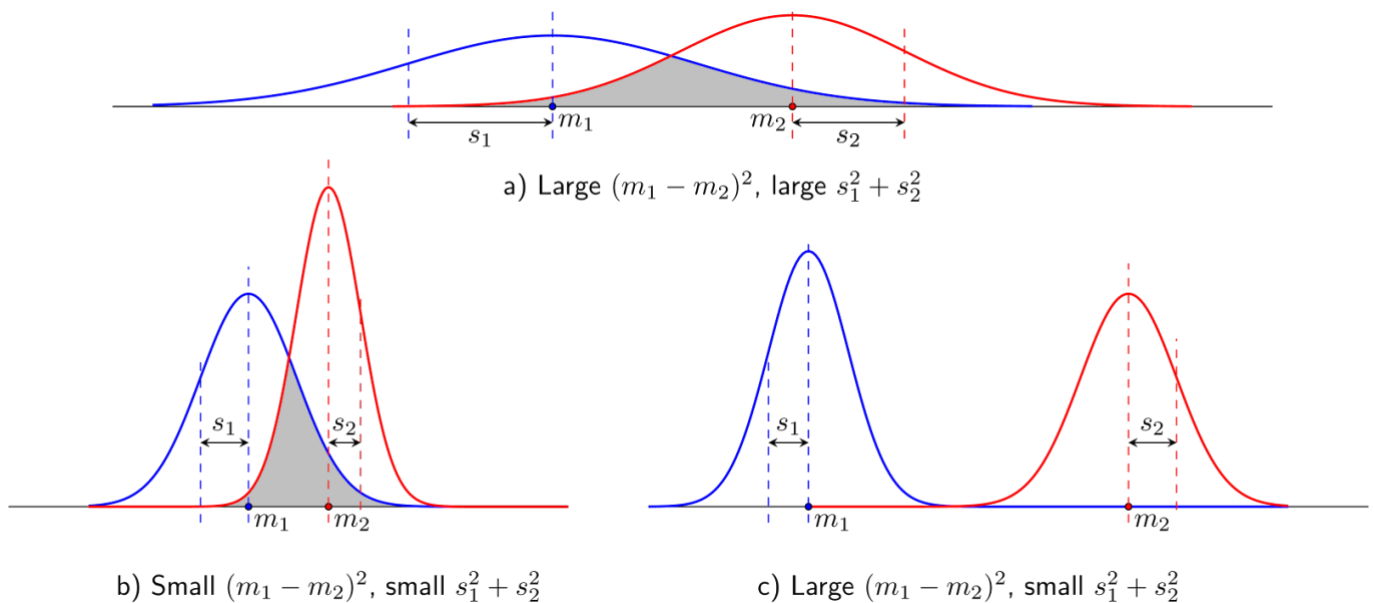 s₁ m₁ m₂ s₂
a) Large (m₁ − m₂)², large s₁² + s₂²
s₁ s₂
m₁ m₂
b) Small (m₁ − m₂)², small s₁² + s₂²
s₁ s₂
m₁ m₂
c) Large (m₁ − m₂)², small s₁² + s₂²